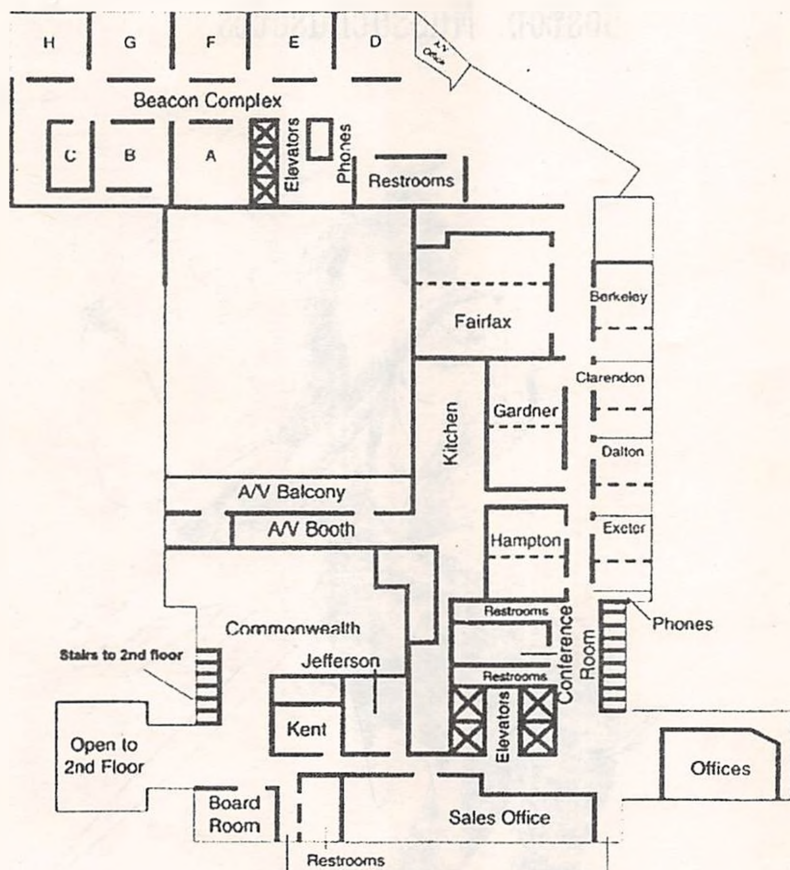 H G F E D
A/V
Office
Beacon Complex
C B A
Elevators
Phones
Restrooms
Berkeley
Fairfax
Clarendon
Gardner
Kitchen
Dalton
A/V Balcony
A/V Booth
Exeter
Hampton
Restrooms
Commonwealth
Phones
Conference
Room
Stairs to 2nd floor
Jefferson
Restrooms
Kent
Elevators
Open to
2nd Floor
Offices
Board
Room
Sales Office
Restrooms